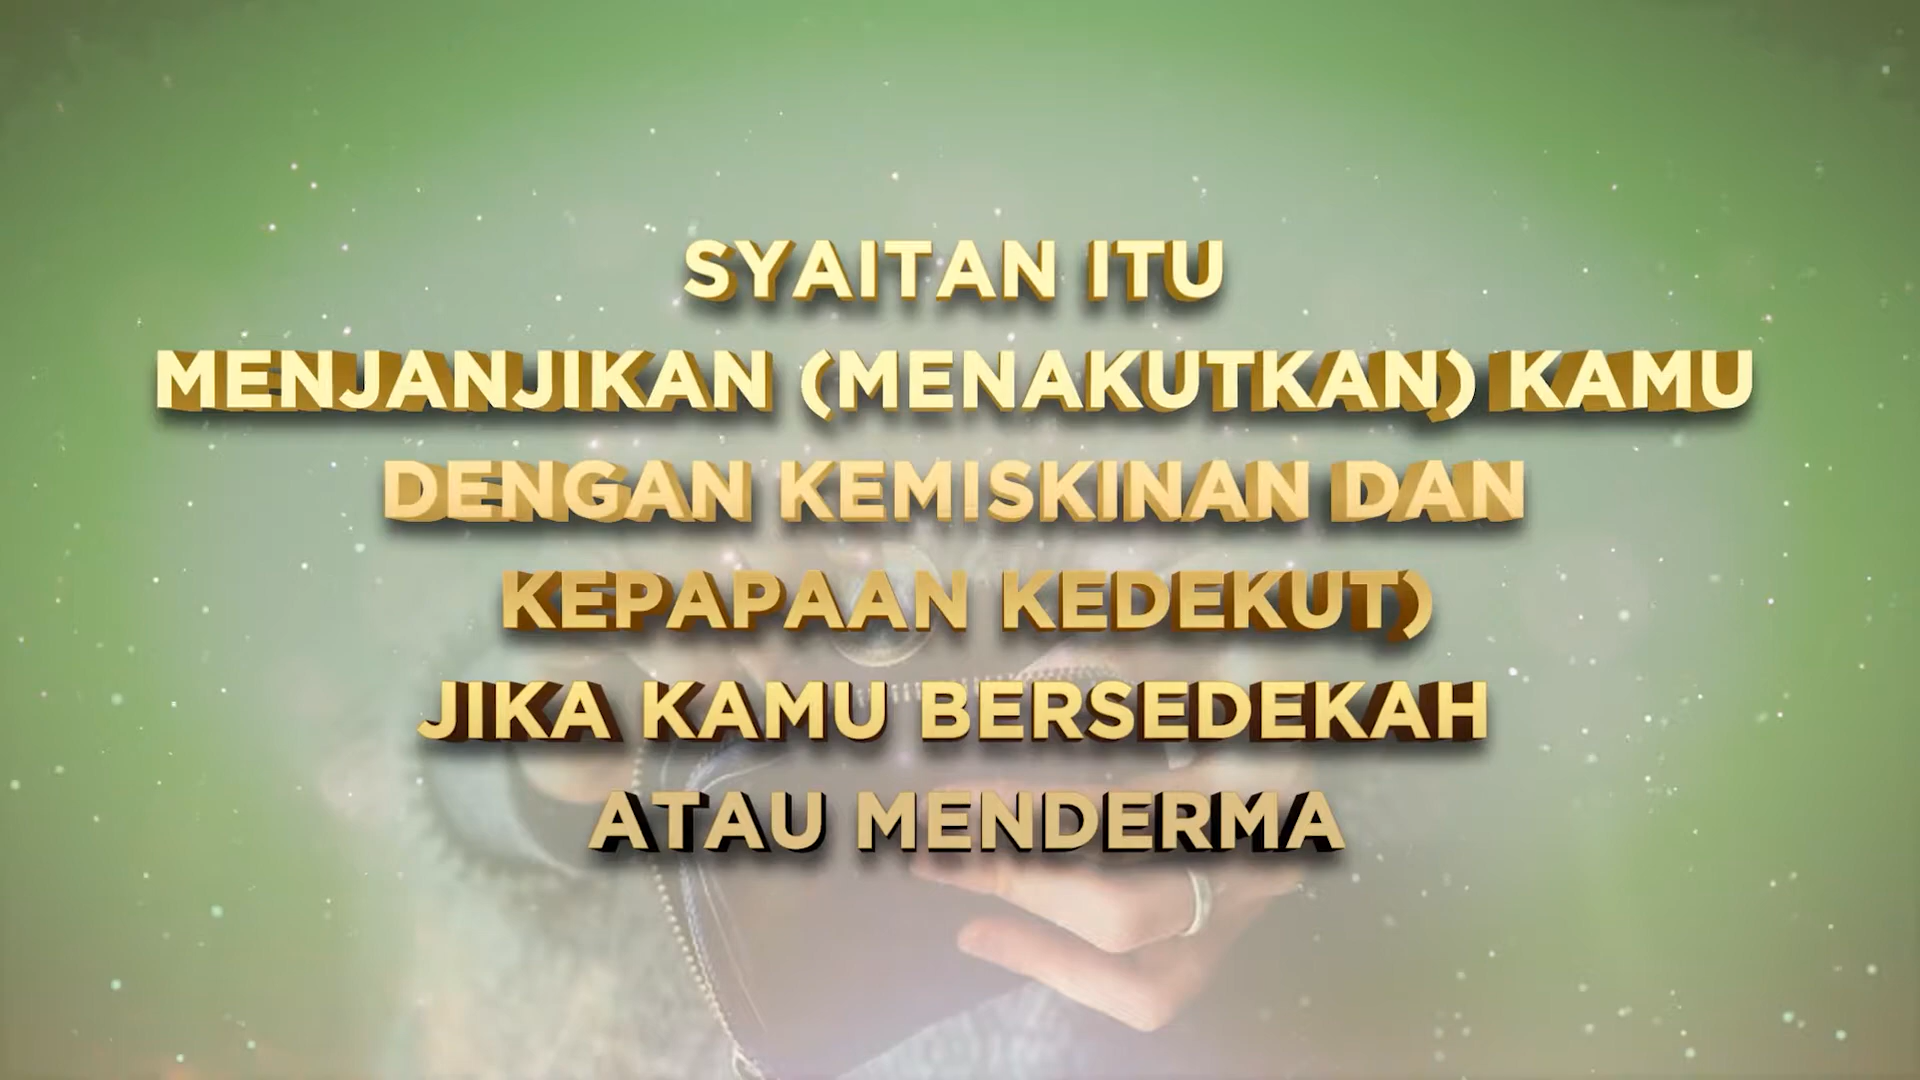 SYAITAN ITU
MENJANJIKAN (MENAKUTKAN) KAMU
DENGAN KEMISKINAN DAN
KEPAPAAN KEDEKUT)
JIKA KAMU BERSEDEKAH
ATAU MENDERMA